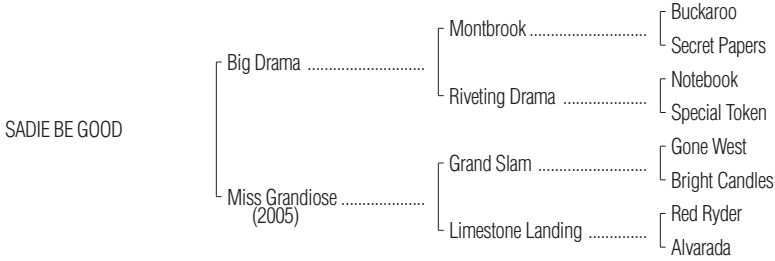 Buckaroo
Montbrook ............................
Secret Papers
Big Drama ............................
Notebook
Riveting Drama ....................
Special Token
SADIE BE GOOD
Gone West
Grand Slam ..........................
Bright Candles
Miss Grandiose ....................
(2005)
Red Ryder
Limestone Landing ..............
Alvarada